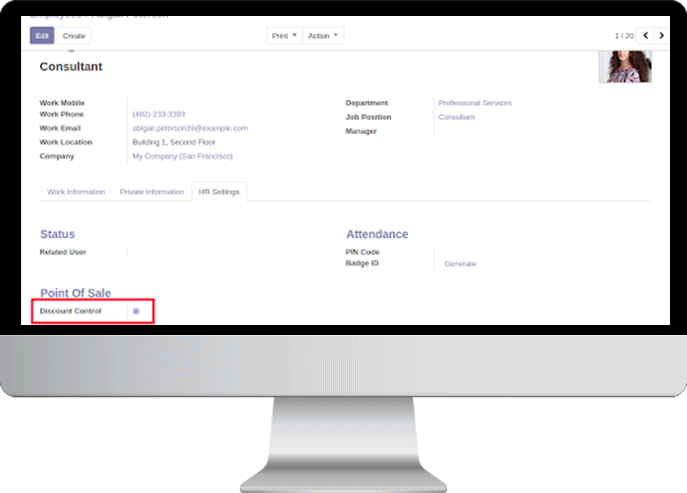 Edit Create Print Action 1 / 20
Consultant
Work Mobile
Work Phone (482)-233-3393
Work Email abigail.peterson39@example.com
Work Location Building 1, Second Floor
Company My Company (San Francisco)
Department Professional Services
Job Position Consultant
Manager
Work Information Private Information HR Settings
Status
Related User
Attendance
PIN Code
Badge ID Generate
Point Of Sale
Discount Control